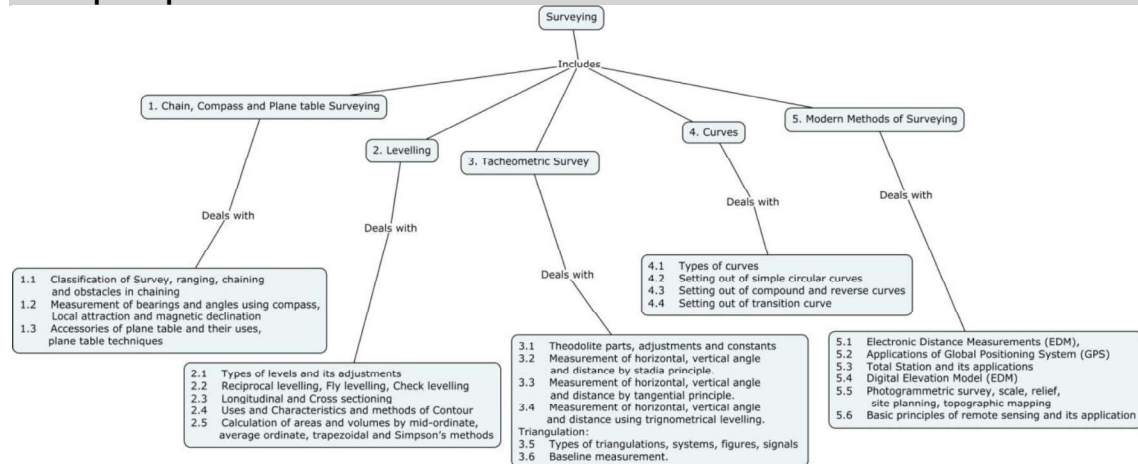 Surveying
Includes
1. Chain, Compass and Plane table Surveying
2. Levelling
3. Tacheometric Survey
4. Curves
5. Modern Methods of Surveying
Deals with
Deals with
Deals with
Deals with
Deals with
1.1 Classification of Survey, ranging, chaining
and obstacles in chaining
1.2 Measurement of bearings and angles using compass,
Local attraction and magnetic declination
1.3 Accessories of plane table and their uses,
plane table techniques
2.1 Types of levels and its adjustments
2.2 Reciprocal levelling, Fly levelling, Check levelling
2.3 Longitudinal and Cross sectioning
2.4 Uses and Characteristics and methods of Contour
2.5 Calculation of areas and volumes by mid-ordinate,
average ordinate, trapezoidal and Simpson's methods
3.1 Theodolite parts, adjustments and constants
3.2 Measurement of horizontal, vertical angle
and distance by stadia principle.
3.3 Measurement of horizontal, vertical angle
and distance by tangential principle.
3.4 Measurement of horizontal, vertical angle
and distance using trignometrical levelling.
Triangulation:
3.5 Types of triangulations, systems, figures, signals
3.6 Baseline measurement.
4.1 Types of curves
4.2 Setting out of simple circular curves
4.3 Setting out of compound and reverse curves
4.4 Setting out of transition curve
5.1 Electronic Distance Measurements (EDM),
5.2 Applications of Global Positioning System (GPS)
5.3 Total Station and its applications
5.4 Digital Elevation Model (EDM)
5.5 Photogrammetric survey, scale, relief,
site planning, topographic mapping
5.6 Basic principles of remote sensing and its application